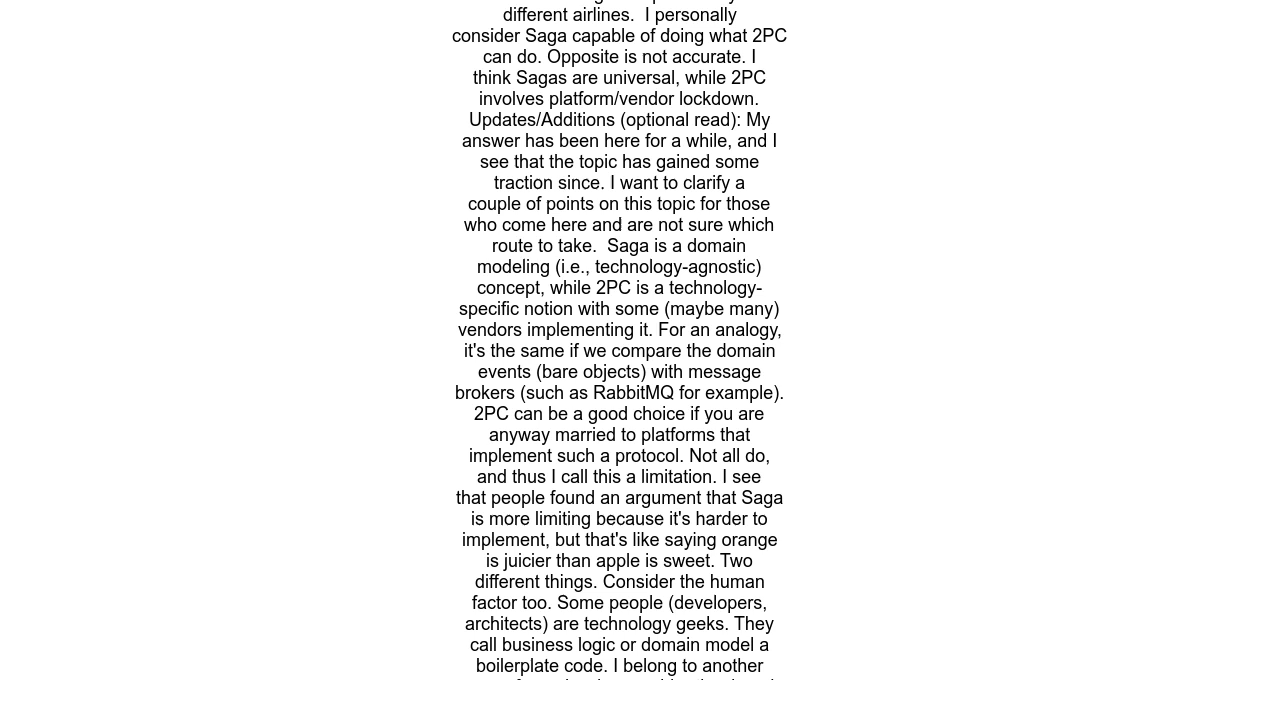 different airlines.  I personally
consider Saga capable of doing what 2PC
can do. Opposite is not accurate. I
think Sagas are universal, while 2PC
involves platform/vendor lockdown.
Updates/Additions (optional read): My
answer has been here for a while, and I
see that the topic has gained some
traction since. I want to clarify a
couple of points on this topic for those
who come here and are not sure which
route to take.  Saga is a domain
modeling (i.e., technology-agnostic)
concept, while 2PC is a technology-
specific notion with some (maybe many)
vendors implementing it. For an analogy,
it's the same if we compare the domain
events (bare objects) with message
brokers (such as RabbitMQ for example).
2PC can be a good choice if you are
anyway married to platforms that
implement such a protocol. Not all do,
and thus I call this a limitation. I see
that people found an argument that Saga
is more limiting because it's harder to
implement, but that's like saying orange
is juicier than apple is sweet. Two
different things. Consider the human
factor too. Some people (developers,
architects) are technology geeks. They
call business logic or domain model a
boilerplate code. I belong to another